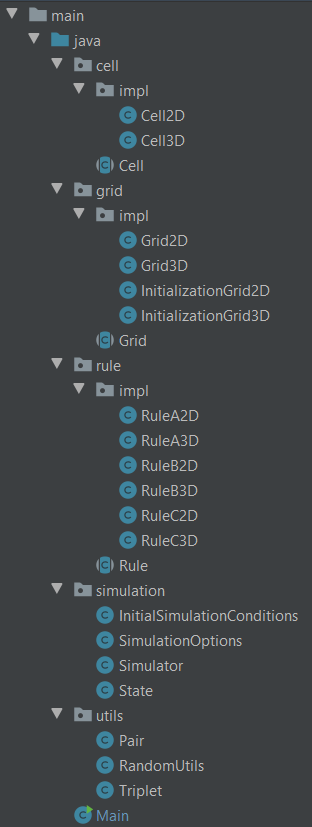 main
java
cell
impl
Cell2D
Cell3D
Cell
grid
impl
Grid2D
Grid3D
InitializationGrid2D
InitializationGrid3D
Grid
rule
impl
RuleA2D
RuleA3D
RuleB2D
RuleB3D
RuleC2D
RuleC3D
Rule
simulation
InitialSimulationConditions
SimulationOptions
Simulator
State
utils
Pair
RandomUtils
Triplet
Main